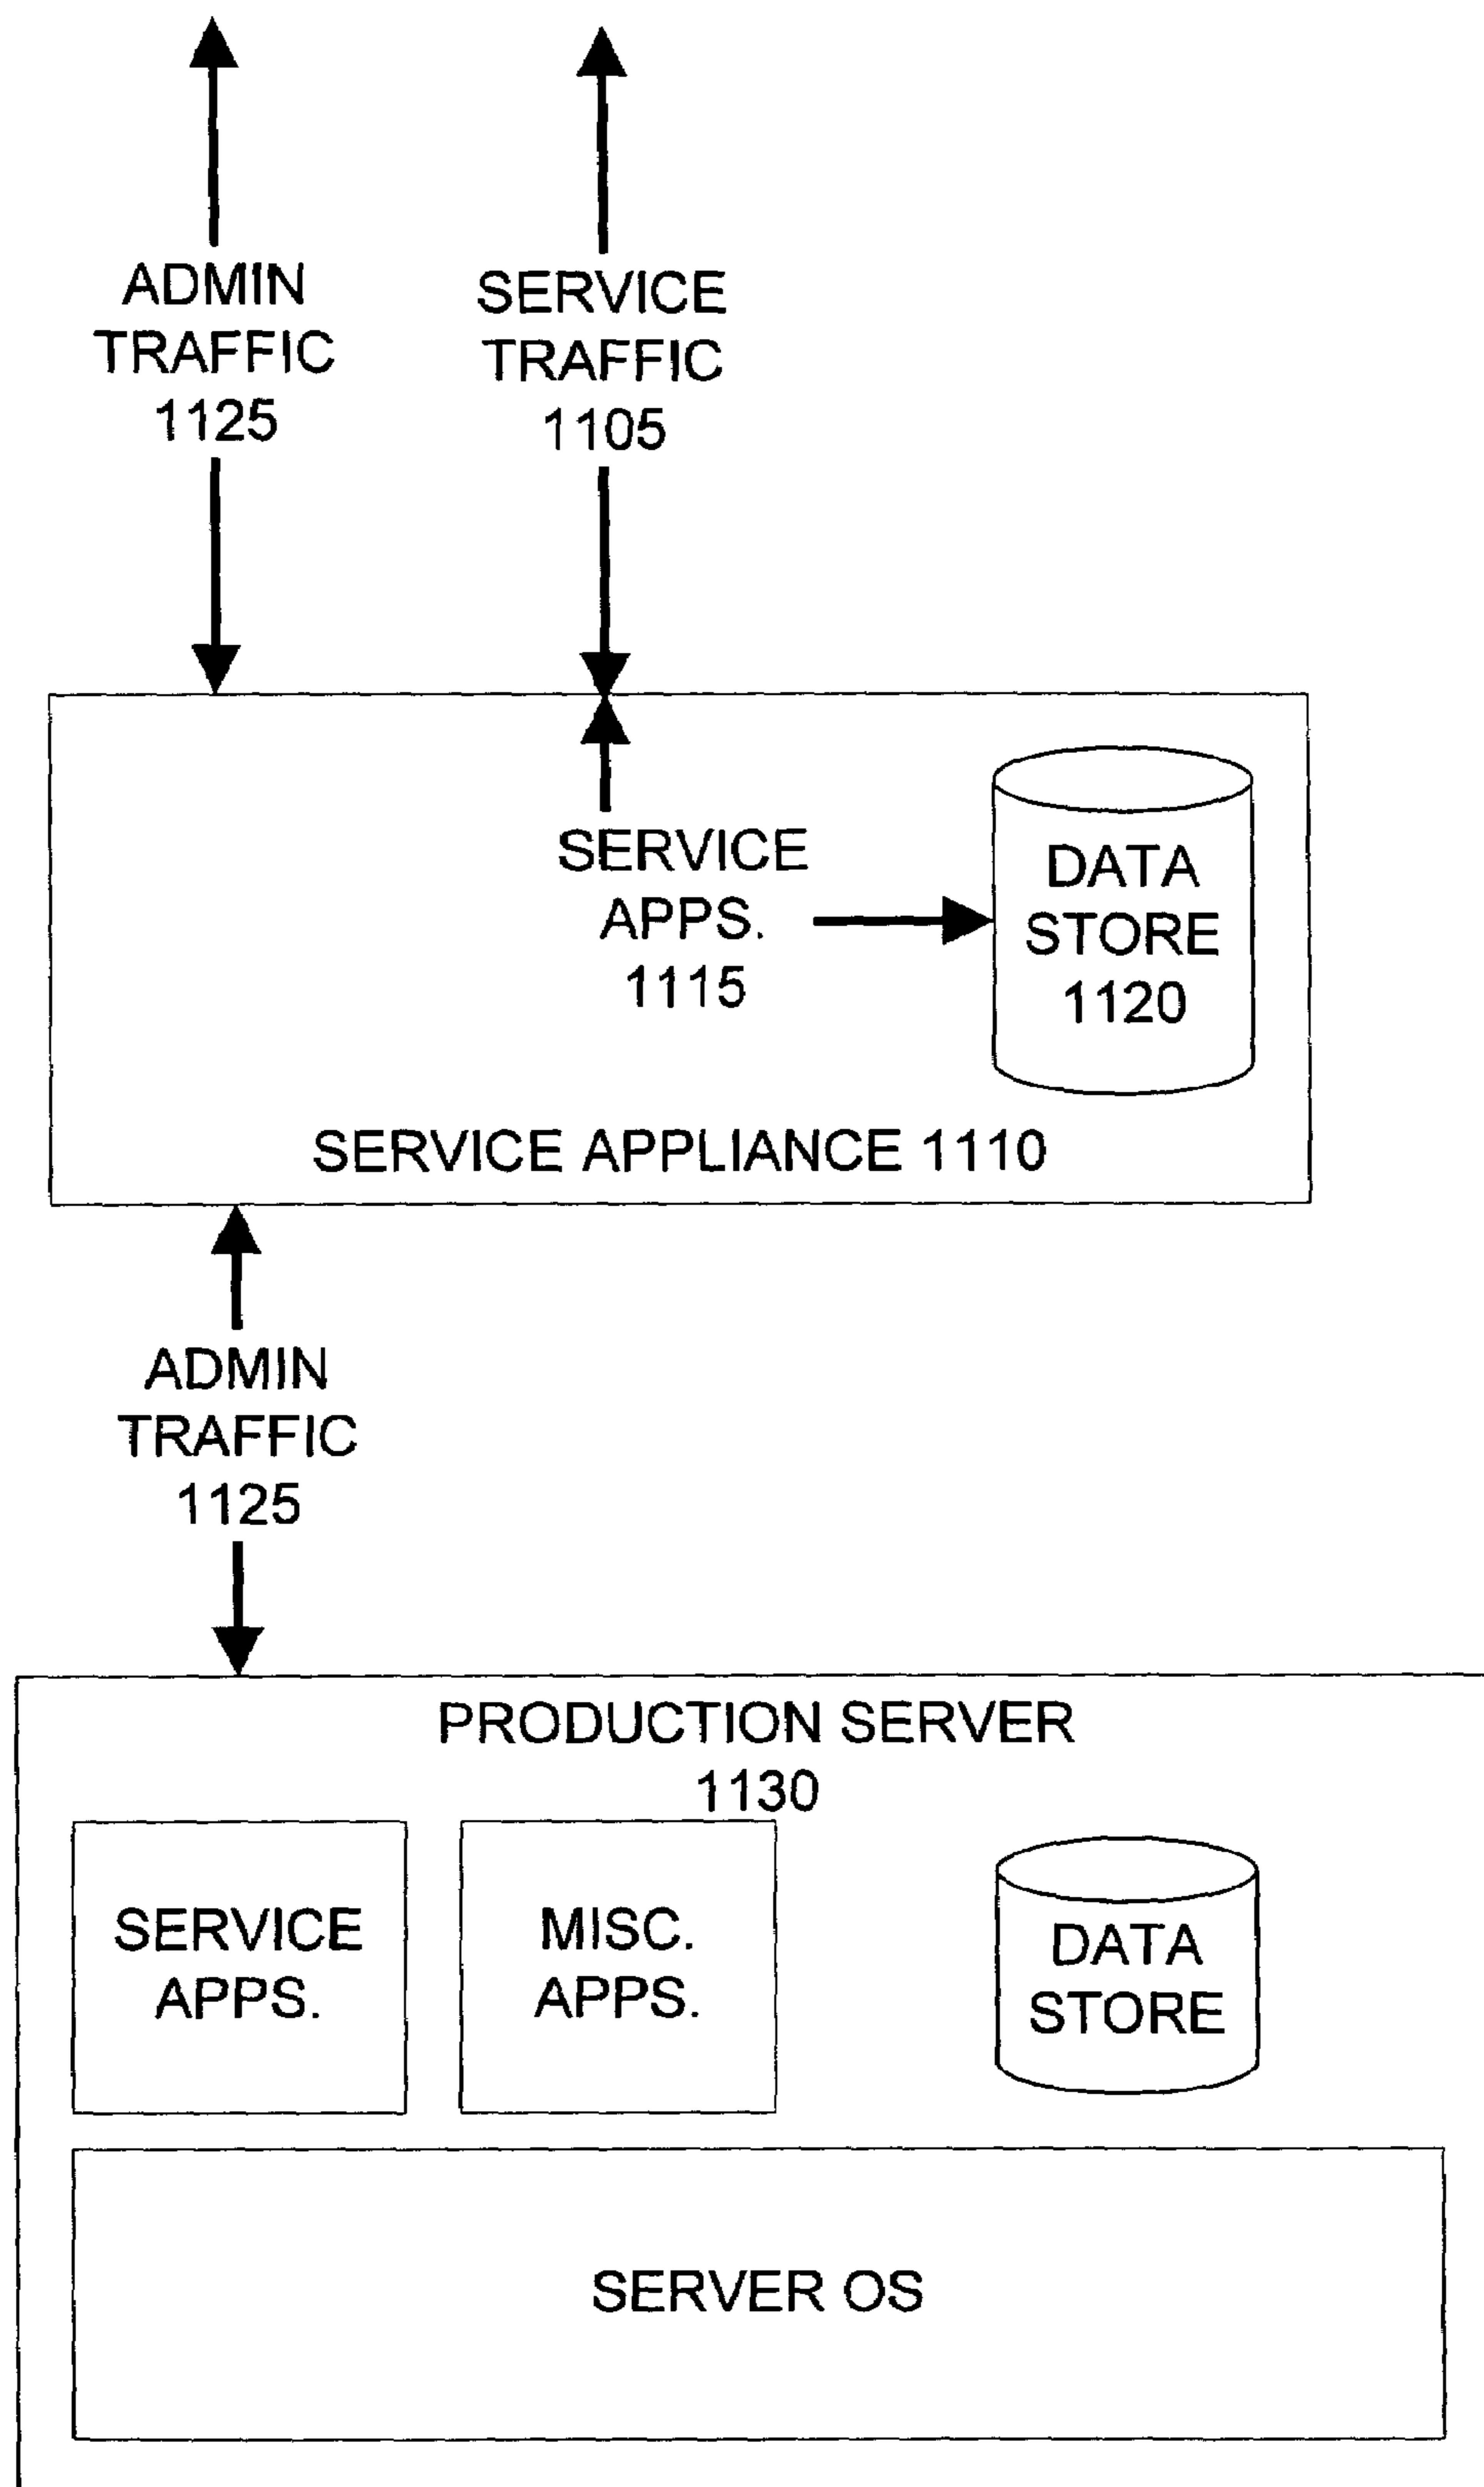 ADMIN
TRAFFIC
1125
SERVICE
TRAFFIC
1105
SERVICE
APPS.
1115
DATA
STORE
1120
SERVICE APPLIANCE 1110
ADMIN
TRAFFIC
1125
PRODUCTION SERVER
1130
SERVICE
APPS.
MISC.
APPS.
DATA
STORE
SERVER OS